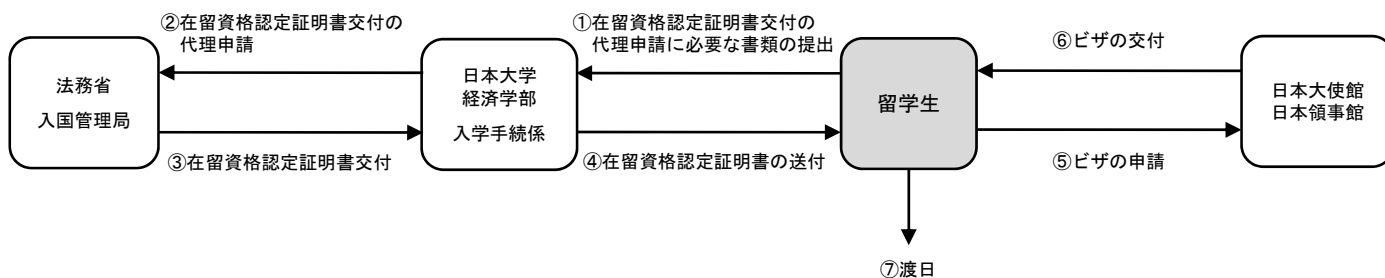 ②在留資格認定証明書交付の
代理申請
①在留資格認定証明書交付の
代理申請に必要な書類の提出
⑥ビザの交付
法務省
入国管理局
日本大学
経済学部
入学手続係
留学生
日本大使館
日本領事館
③在留資格認定証明書交付
④在留資格認定証明書の送付
⑤ビザの申請
⑦渡日